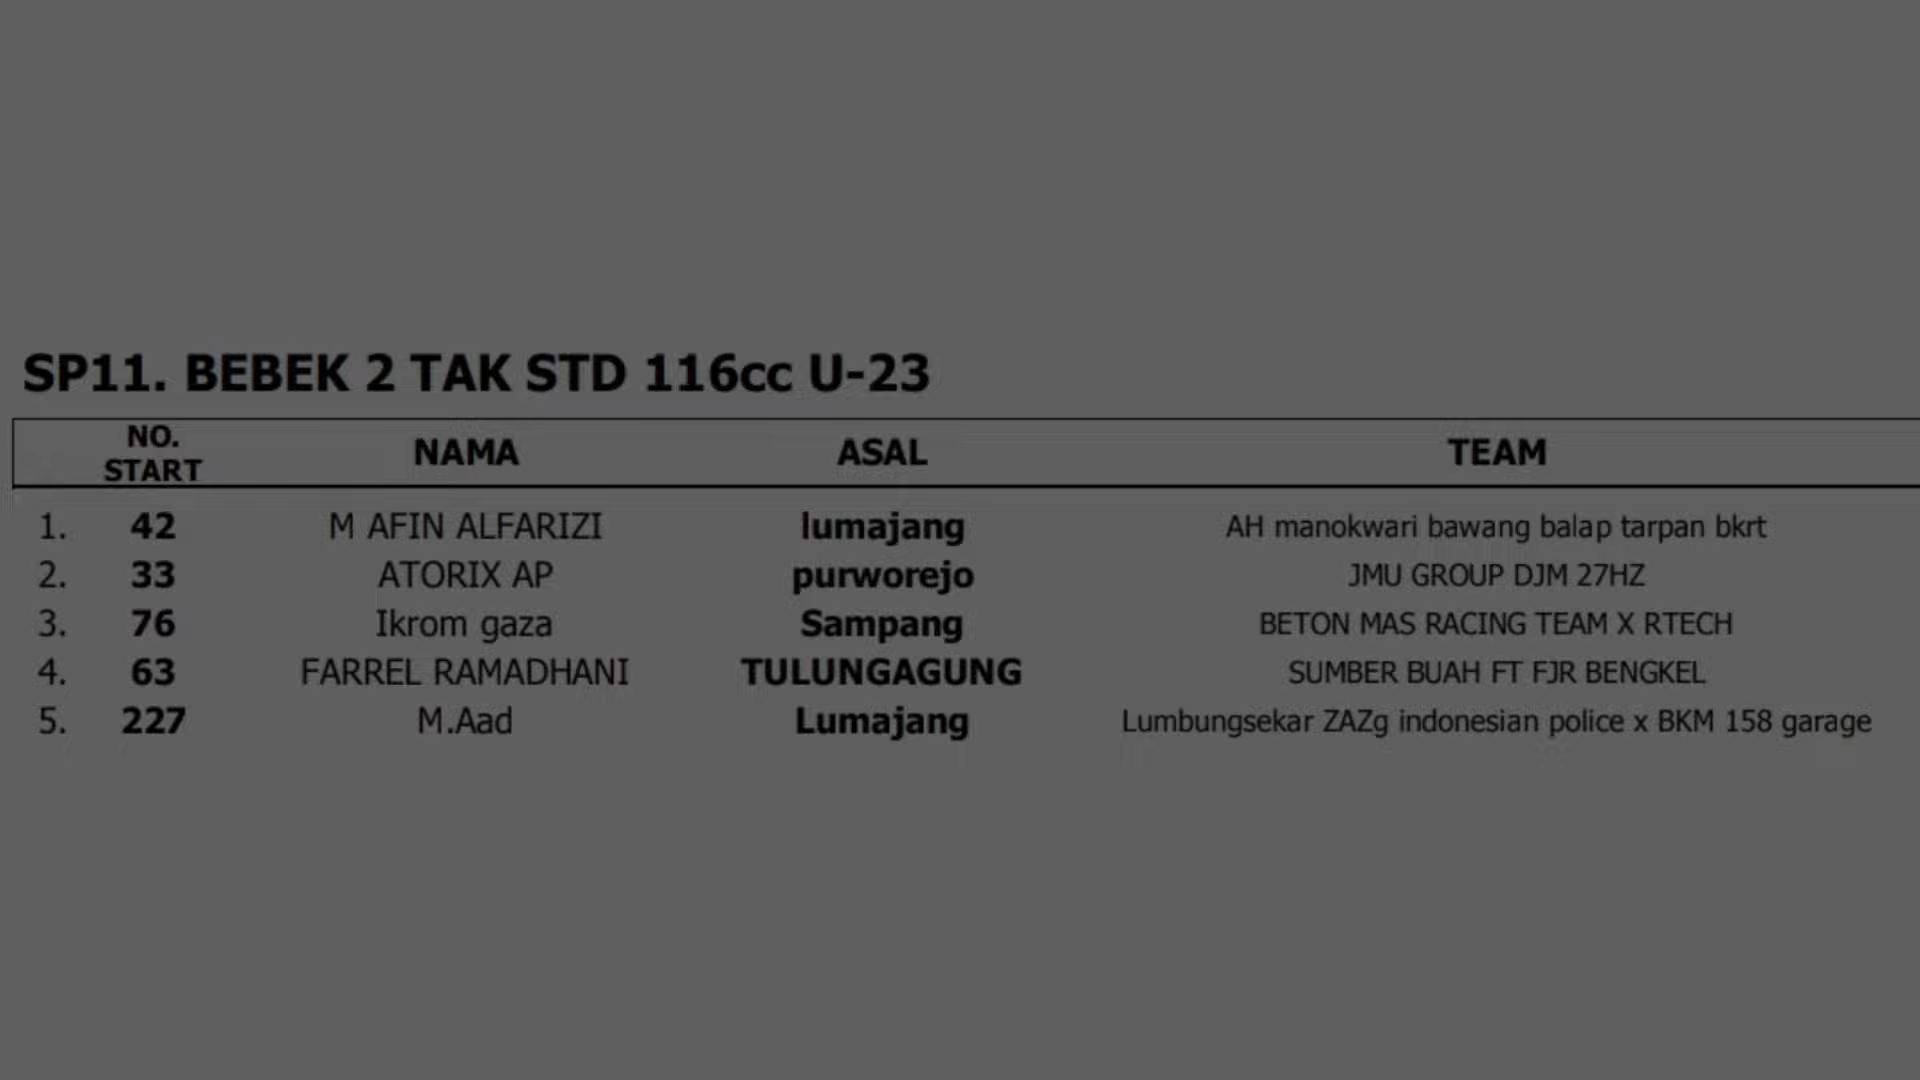 SP11. BEBEK 2 TAK STD 116cc U-23
NO. START NAMA ASAL TEAM
1. 42 M AFIN ALFARIZI lumajang AH manokwari bawang balap tarpan bkrt
2. 33 ATORIX AP purworejo JMU GROUP DJM 27HZ
3. 76 Ikrom gaza Sampang BETON MAS RACING TEAM X RTECH
4. 63 FARREL RAMADHANI TULUNGAGUNG SUMBER BUAH FT FJR BENGKEL
5. 227 M.Aad Lumajang Lumbungsekar ZAZg indonesian police x BKM 158 garage